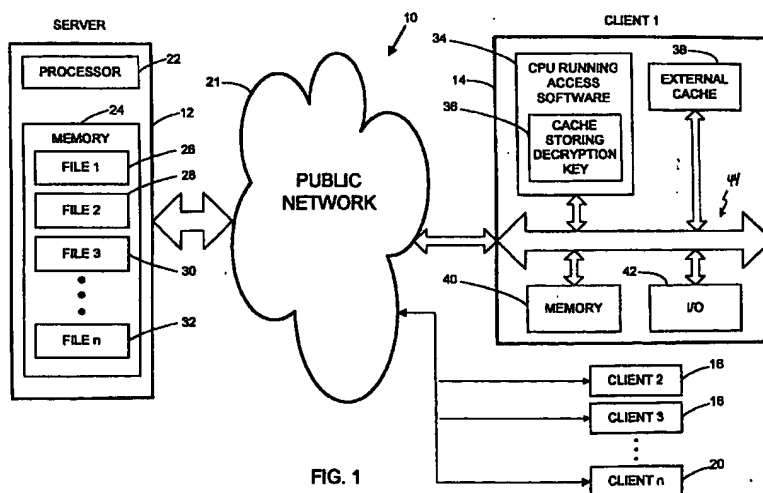 SERVER
PROCESSOR
22
24
MEMORY
12
FILE 1
26
28
FILE 2
FILE 3
30
FILE n
32
21
PUBLIC
NETWORK
10
CLIENT 1
34
14
CPU RUNNING
ACCESS
SOFTWARE
36
CACHE
STORING
DECRYPTION
KEY
38
EXTERNAL
CACHE
44
40
MEMORY
42
I/O
CLIENT 2
16
CLIENT 3
18
CLIENT n
20
FIG. 1